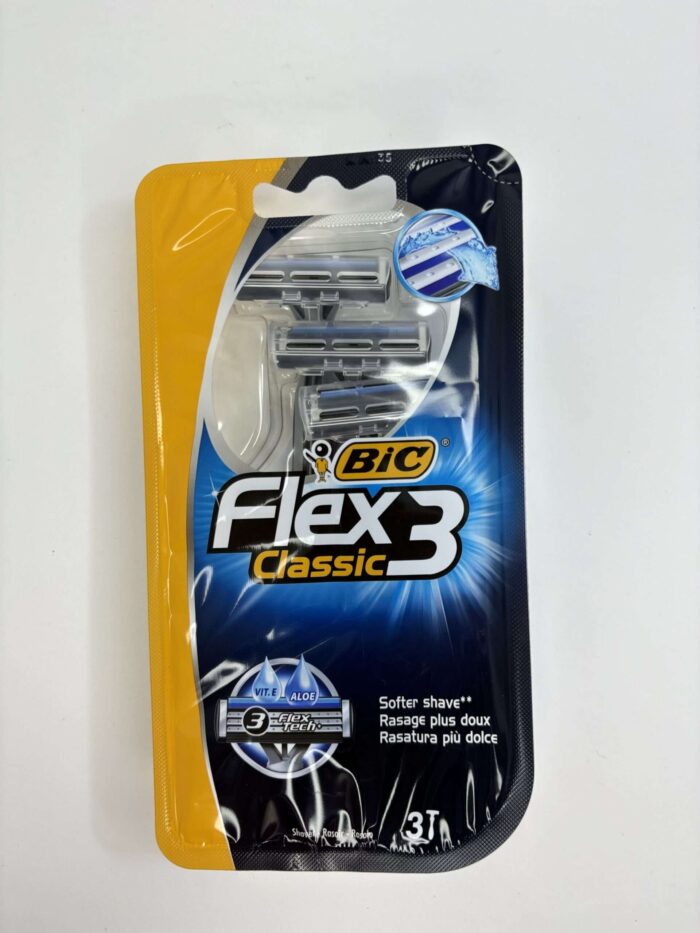 BiC ®
Flex 3
Classic
VIT.E ALOE
3 Flex Tech
Softer shave**
Rasage plus doux
Rasatura più dolce
3